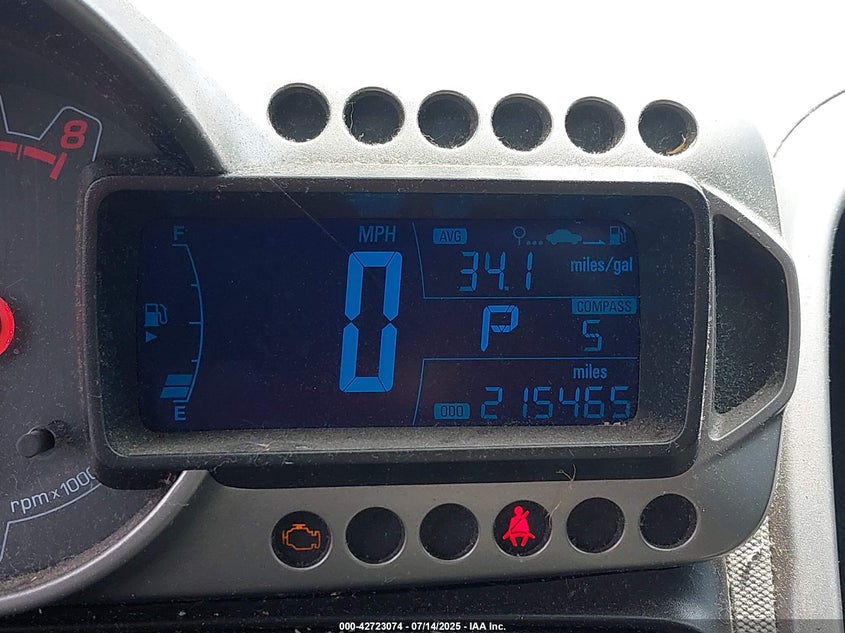 8
F
MPH
AVG
34.1 miles/gal
0
P
COMPASS
S
miles
E
ODO 215465
rpm x 1000
000-42723074 / 07/14/2025 - IAA Inc.